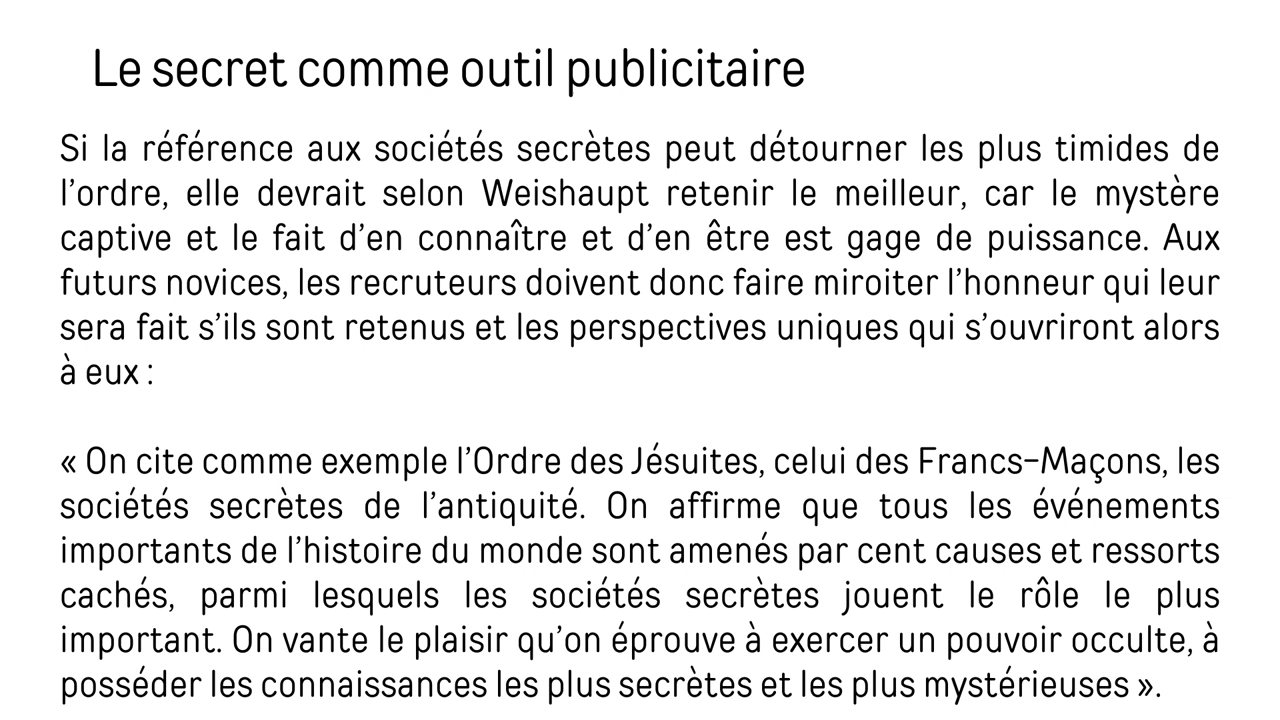 Le secret comme outil publicitaire
Si la référence aux sociétés secrètes peut détourner les plus timides de
l’ordre, elle devrait selon Weishaupt retenir le meilleur, car le mystère
captive et le fait d’en connaître et d’en être est gage de puissance. Aux
futurs novices, les recruteurs doivent donc faire miroiter l’honneur qui leur
sera fait s’ils sont retenus et les perspectives uniques qui s’ouvriront alors
à eux :
« On cite comme exemple l’Ordre des Jésuites, celui des Francs-Maçons, les
sociétés secrètes de l’antiquité. On affirme que tous les événements
importants de l’histoire du monde sont amenés par cent causes et ressorts
cachés, parmi lesquels les sociétés secrètes jouent le rôle le plus
important. On vante le plaisir qu’on éprouve à exercer un pouvoir occulte, à
posséder les connaissances les plus secrètes et les plus mystérieuses ».